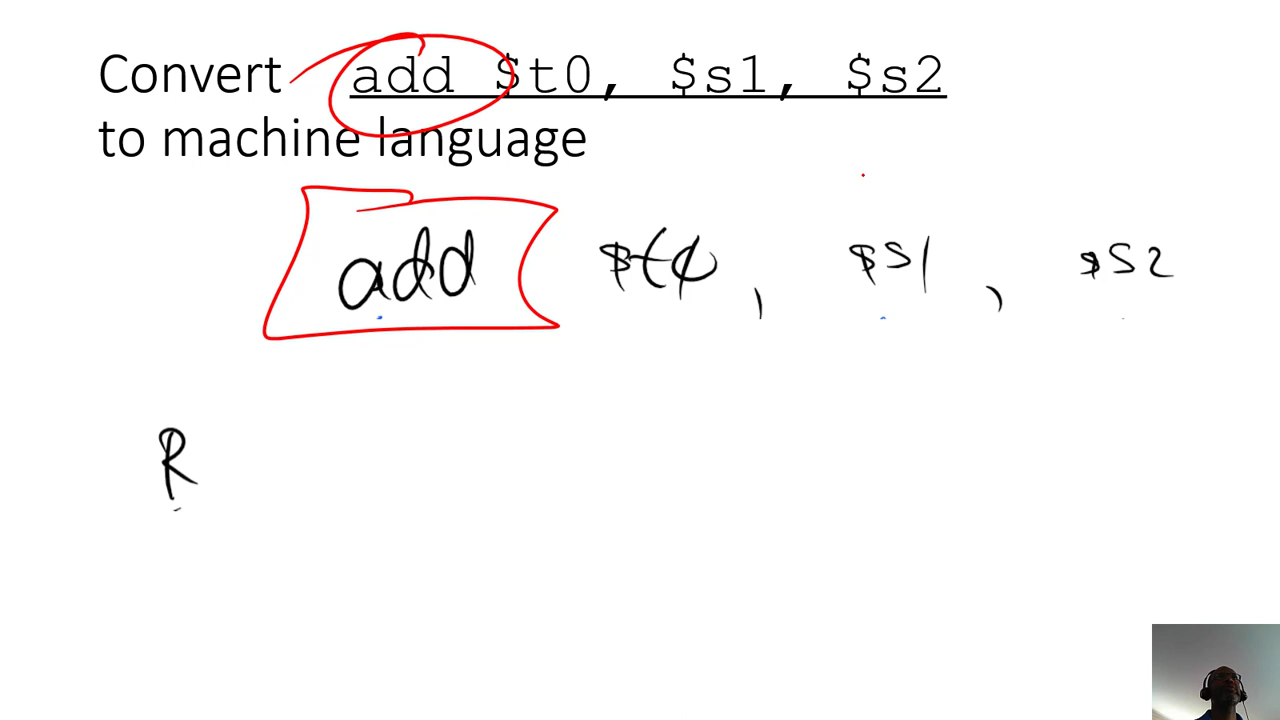 Convert add $t0, $s1, $s2
to machine language
add $t0, $s1, $s2
R